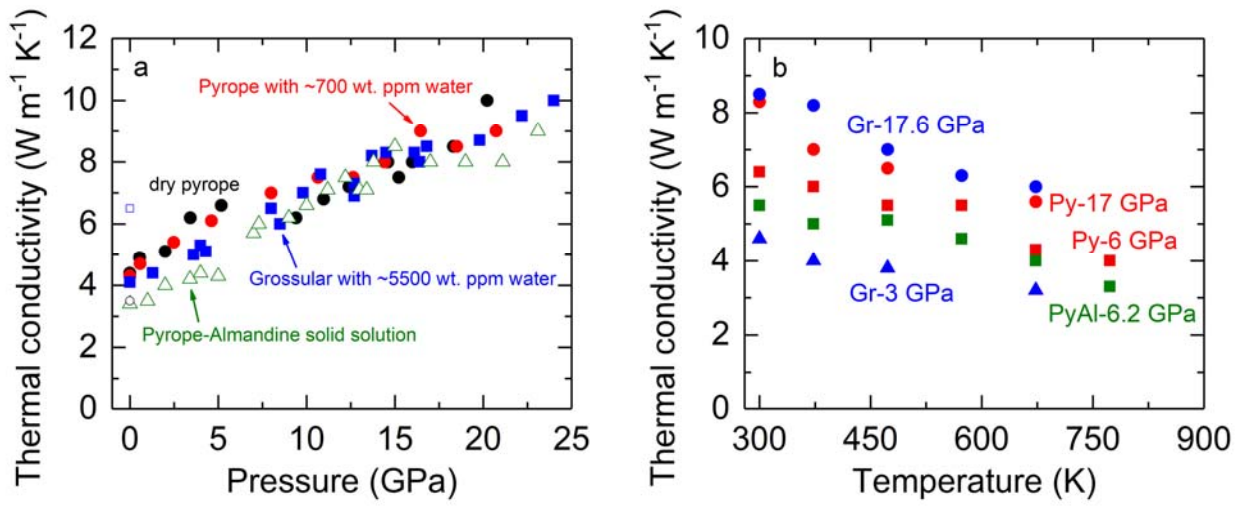 a
Pyrope with ~700 wt. ppm water
dry pyrope
Grossular with ~5500 wt. ppm water
Pyrope-Almandine solid solution
Thermal conductivity (W m⁻¹ K⁻¹)
12
10
8
6
4
2
0
0 5 10 15 20 25
Pressure (GPa)
b
Gr-17.6 GPa
Py-17 GPa
Py-6 GPa
Gr-3 GPa
PyAl-6.2 GPa
Thermal conductivity (W m⁻¹ K⁻¹)
10
8
6
4
2
0
300 450 600 750 900
Temperature (K)